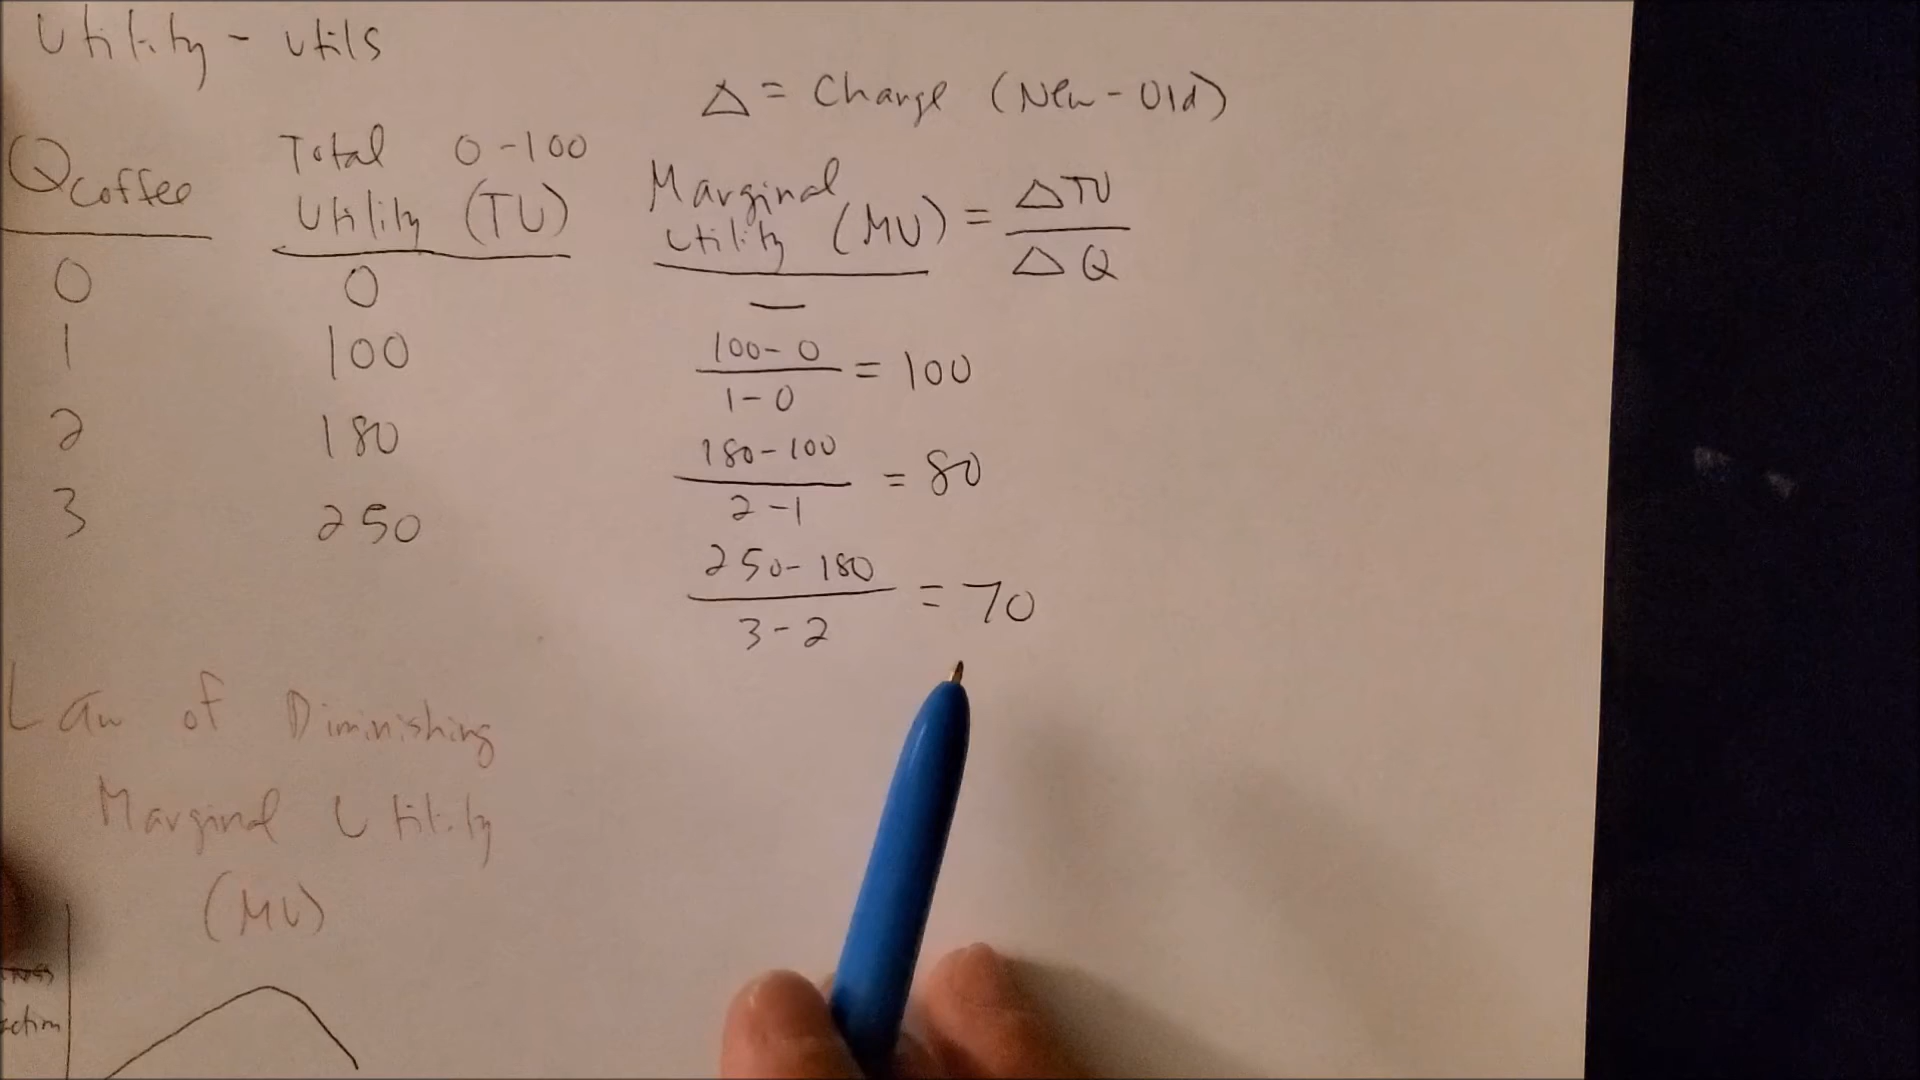 Utility - utils
Δ = Change (New - Old)
Q coffee
Total 0-100
Utility (TU)
Marginal
Utility (MU) = ΔTU
ΔQ
0 0 —
1 100 100-0 = 100
1-0
2 180 180-100 = 80
2-1
3 250 250-180 = 70
3-2
Law of Diminishing
Marginal Utility
(MU)